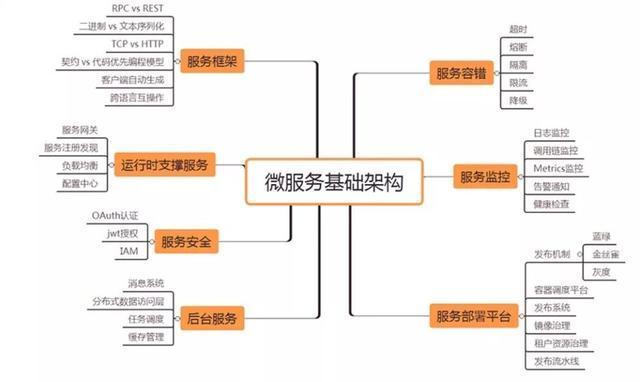 微服务基础架构
服务框架
RPC vs REST
二进制 vs 文本序列化
TCP vs HTTP
契约 vs 代码优先编程模型
客户端自动生成
跨语言互操作
运行时支撑服务
服务网关
服务注册发现
负载均衡
配置中心
服务安全
OAuth认证
jwt授权
IAM
后台服务
消息系统
分布式数据访问层
任务调度
缓存管理
服务容错
超时
熔断
隔离
限流
降级
服务监控
日志监控
调用链监控
Metrics监控
告警通知
健康检查
服务部署平台
发布机制
蓝绿
金丝雀
灰度
容器调度平台
发布系统
镜像治理
租户资源治理
发布流水线